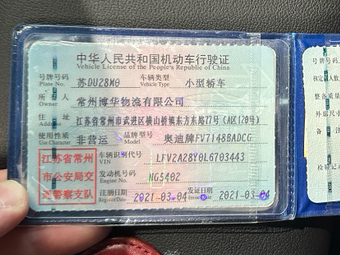 中华人民共和国机动车行驶证
Vehicle License of the People's Republic of China
号牌号码 苏DUZ8M0 车辆类型 小型轿车
Plate No. Vehicle Type
所有人 常州博华物流有限公司
Owner
住址 江苏省常州市武进区横山桥镇东方东路77号(A区120号)
Address
使用性质 非营运 品牌型号 奥迪牌FV7148BADCG
Use Character Model
江苏省常州市公安局交通警察支队
车辆识别代号 LFV2A28Y0L6703443
VIN
发动机号码 NG5402
Engine No.
注册日期 2021-03-04 发证日期 2021-03-04
Register Date Issue Date